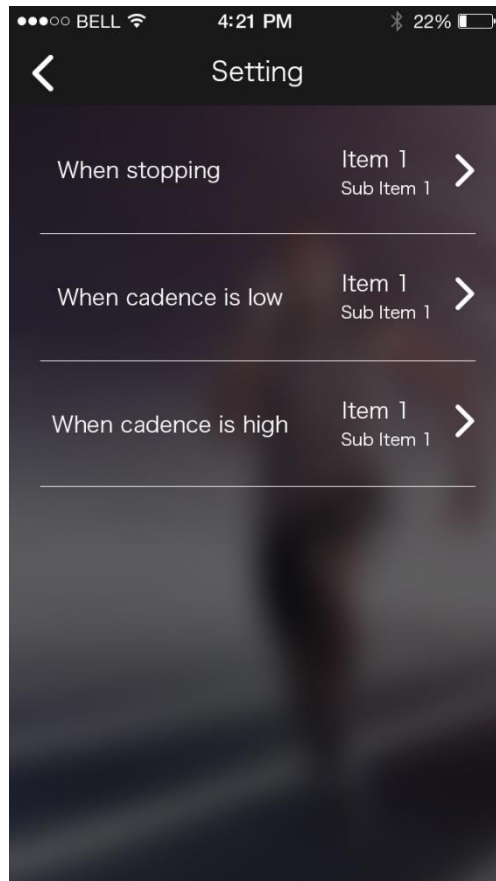 BELL 4:21 PM 22%
Setting
When stopping
Item 1
Sub Item 1
When cadence is low
Item 1
Sub Item 1
When cadence is high
Item 1
Sub Item 1